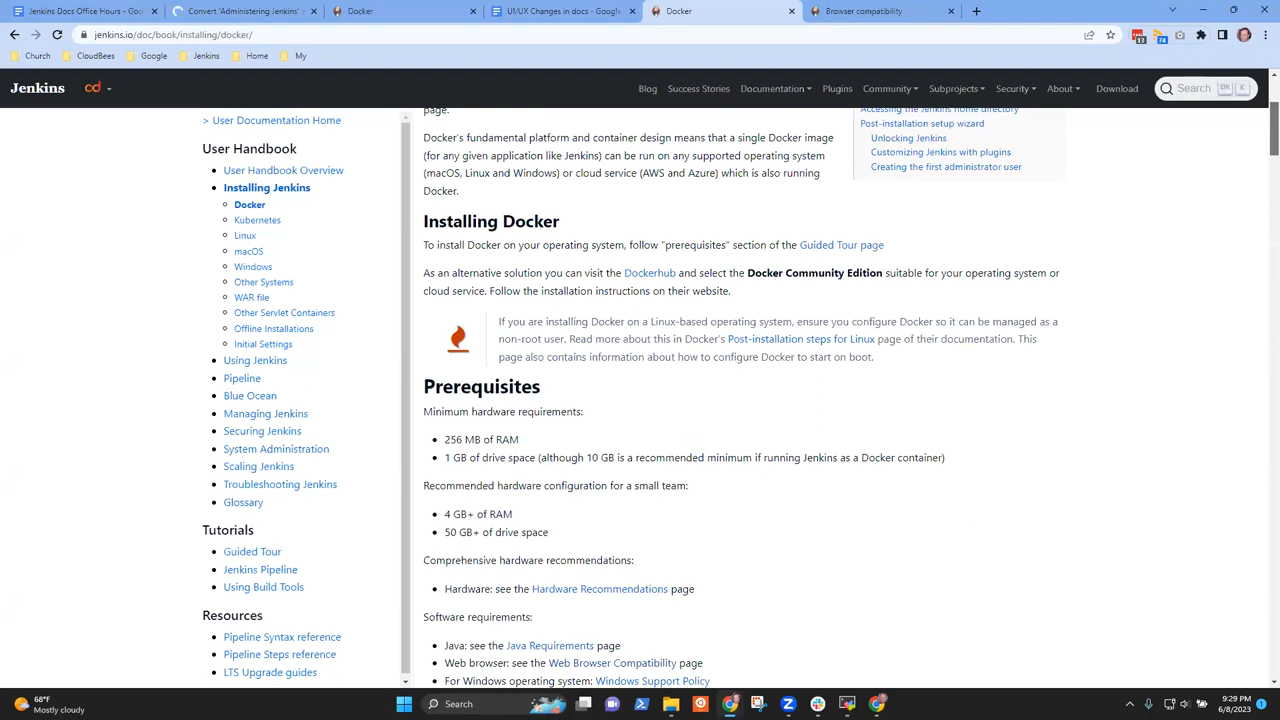 Jenkins Docs Office Hours - Goo
Convert 'Administering Jenkins'
Docker
UI/UX Changes in docs - Google
Docker
Browser compatibility
jenkins.io/doc/book/installing/docker/
13
74
Church
CloudBees
Google
Jenkins
Home
My
Jenkins
cd
Blog
Success Stories
Documentation
Plugins
Community
Subprojects
Security
About
Download
Search
K
> User Documentation Home
User Handbook
User Handbook Overview
Installing Jenkins
Docker
Kubernetes
Linux
macOS
Windows
Other Systems
WAR file
Other Servlet Containers
Offline Installations
Initial Settings
Using Jenkins
Pipeline
Blue Ocean
Managing Jenkins
Securing Jenkins
System Administration
Scaling Jenkins
Troubleshooting Jenkins
Glossary
Tutorials
Guided Tour
Jenkins Pipeline
Using Build Tools
Resources
Pipeline Syntax reference
Pipeline Steps reference
LTS Upgrade guides
page.
Docker's fundamental platform and container design means that a single Docker image
(for any given application like Jenkins) can be run on any supported operating system
(macOS, Linux and Windows) or cloud service (AWS and Azure) which is also running
Docker.
Accessing the Jenkins home directory
Post-installation setup wizard
Unlocking Jenkins
Customizing Jenkins with plugins
Creating the first administrator user
Installing Docker
To install Docker on your operating system, follow "prerequisites" section of the Guided Tour page
As an alternative solution you can visit the Dockerhub and select the Docker Community Edition suitable for your operating system or
cloud service. Follow the installation instructions on their website.
If you are installing Docker on a Linux-based operating system, ensure you configure Docker so it can be managed as a
non-root user. Read more about this in Docker's Post-installation steps for Linux page of their documentation. This
page also contains information about how to configure Docker to start on boot.
Prerequisites
Minimum hardware requirements:
256 MB of RAM
1 GB of drive space (although 10 GB is a recommended minimum if running Jenkins as a Docker container)
Recommended hardware configuration for a small team:
4 GB+ of RAM
50 GB+ of drive space
Comprehensive hardware recommendations:
Hardware: see the Hardware Recommendations page
Software requirements:
Java: see the Java Requirements page
Web browser: see the Web Browser Compatibility page
For Windows operating system: Windows Support Policy
68°F
Mostly cloudy
Search
9:29 PM
6/8/2023